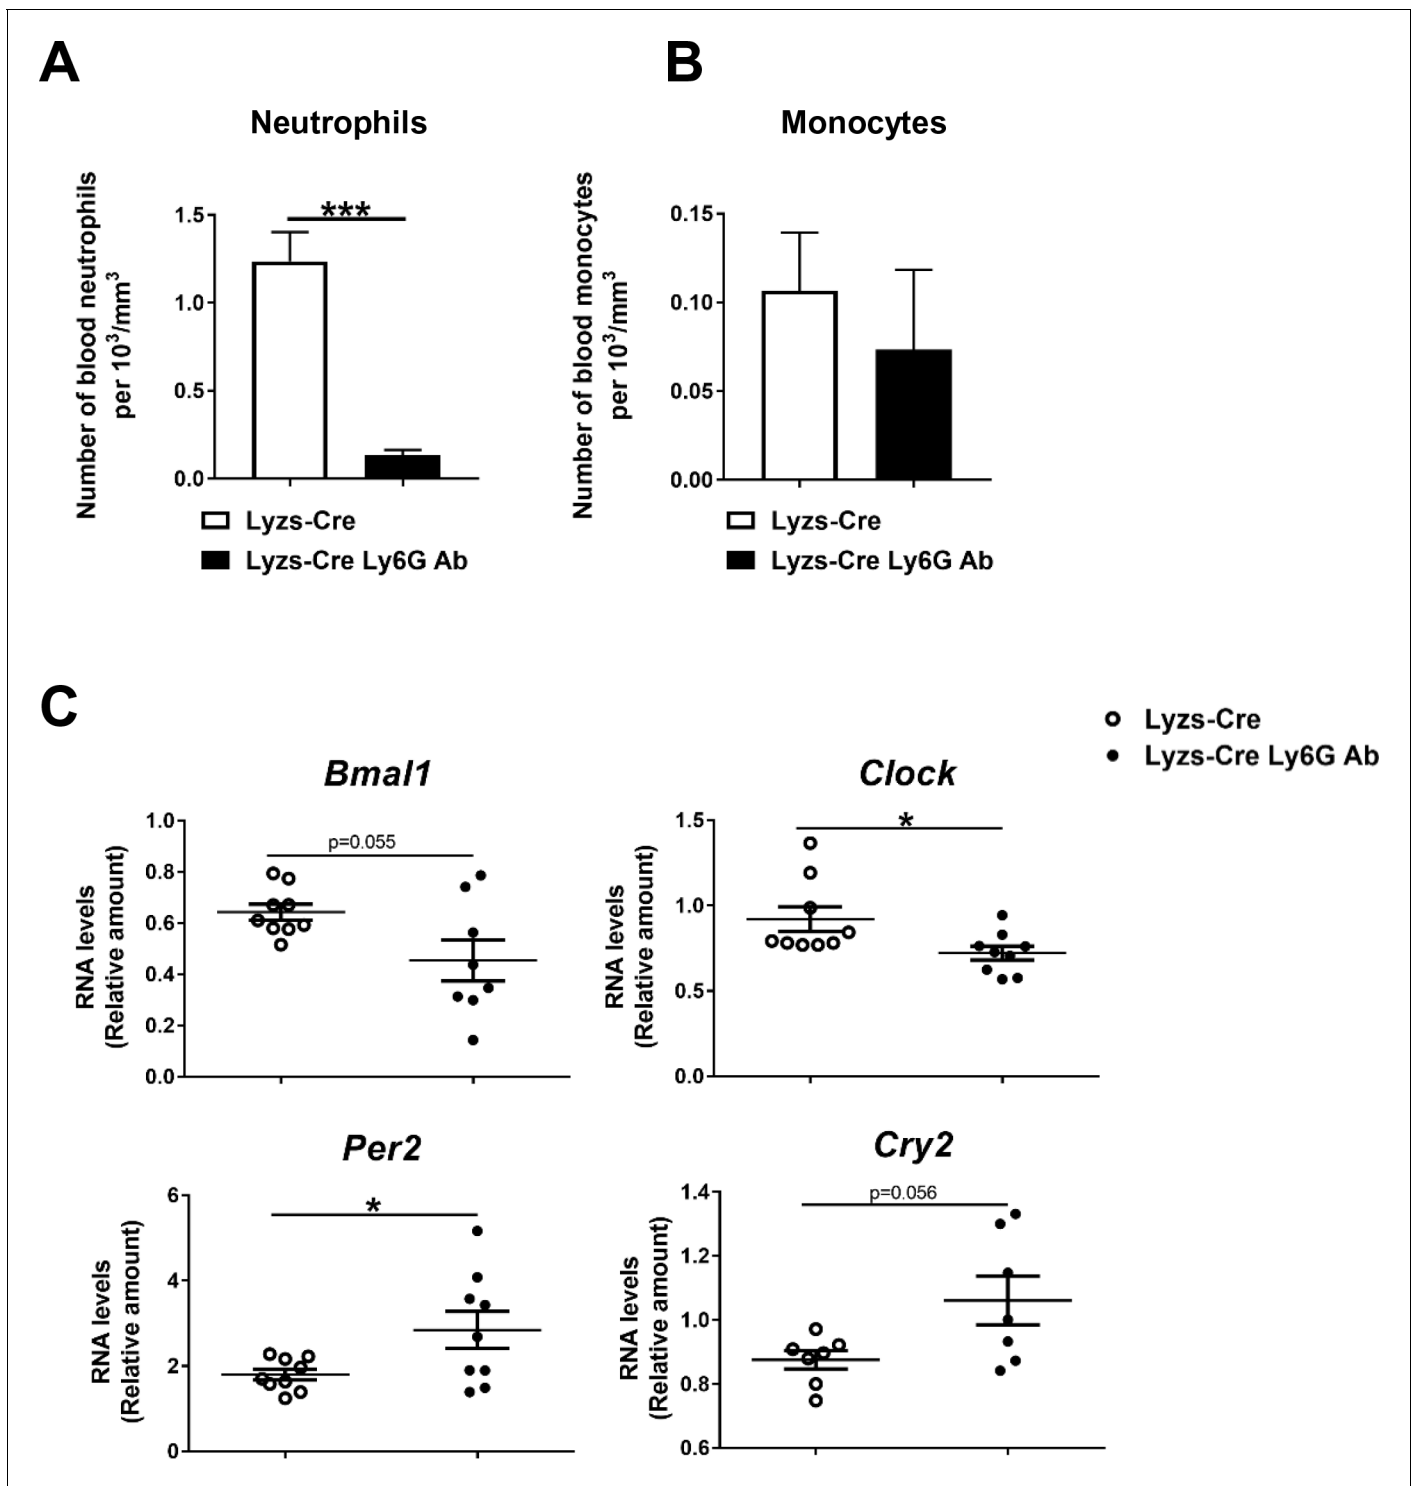 A
B
Neutrophils
Monocytes
Number of blood neutrophils
per 10³/mm³
1.5
1.0
0.5
0.0
***
Lyzs-Cre
Lyzs-Cre Ly6G Ab
Number of blood monocytes
per 10³/mm³
0.15
0.10
0.05
0.00
Lyzs-Cre
Lyzs-Cre Ly6G Ab
C
Lyzs-Cre
Lyzs-Cre Ly6G Ab
Bmal1
RNA levels
(Relative amount)
1.0
0.8
0.6
0.4
0.2
0.0
p=0.055
Clock
RNA levels
(Relative amount)
1.5
1.0
0.5
0.0
*
Per2
RNA levels
(Relative amount)
6
4
2
0
*
Cry2
RNA levels
(Relative amount)
1.4
1.2
1.0
0.8
0.6
p=0.056